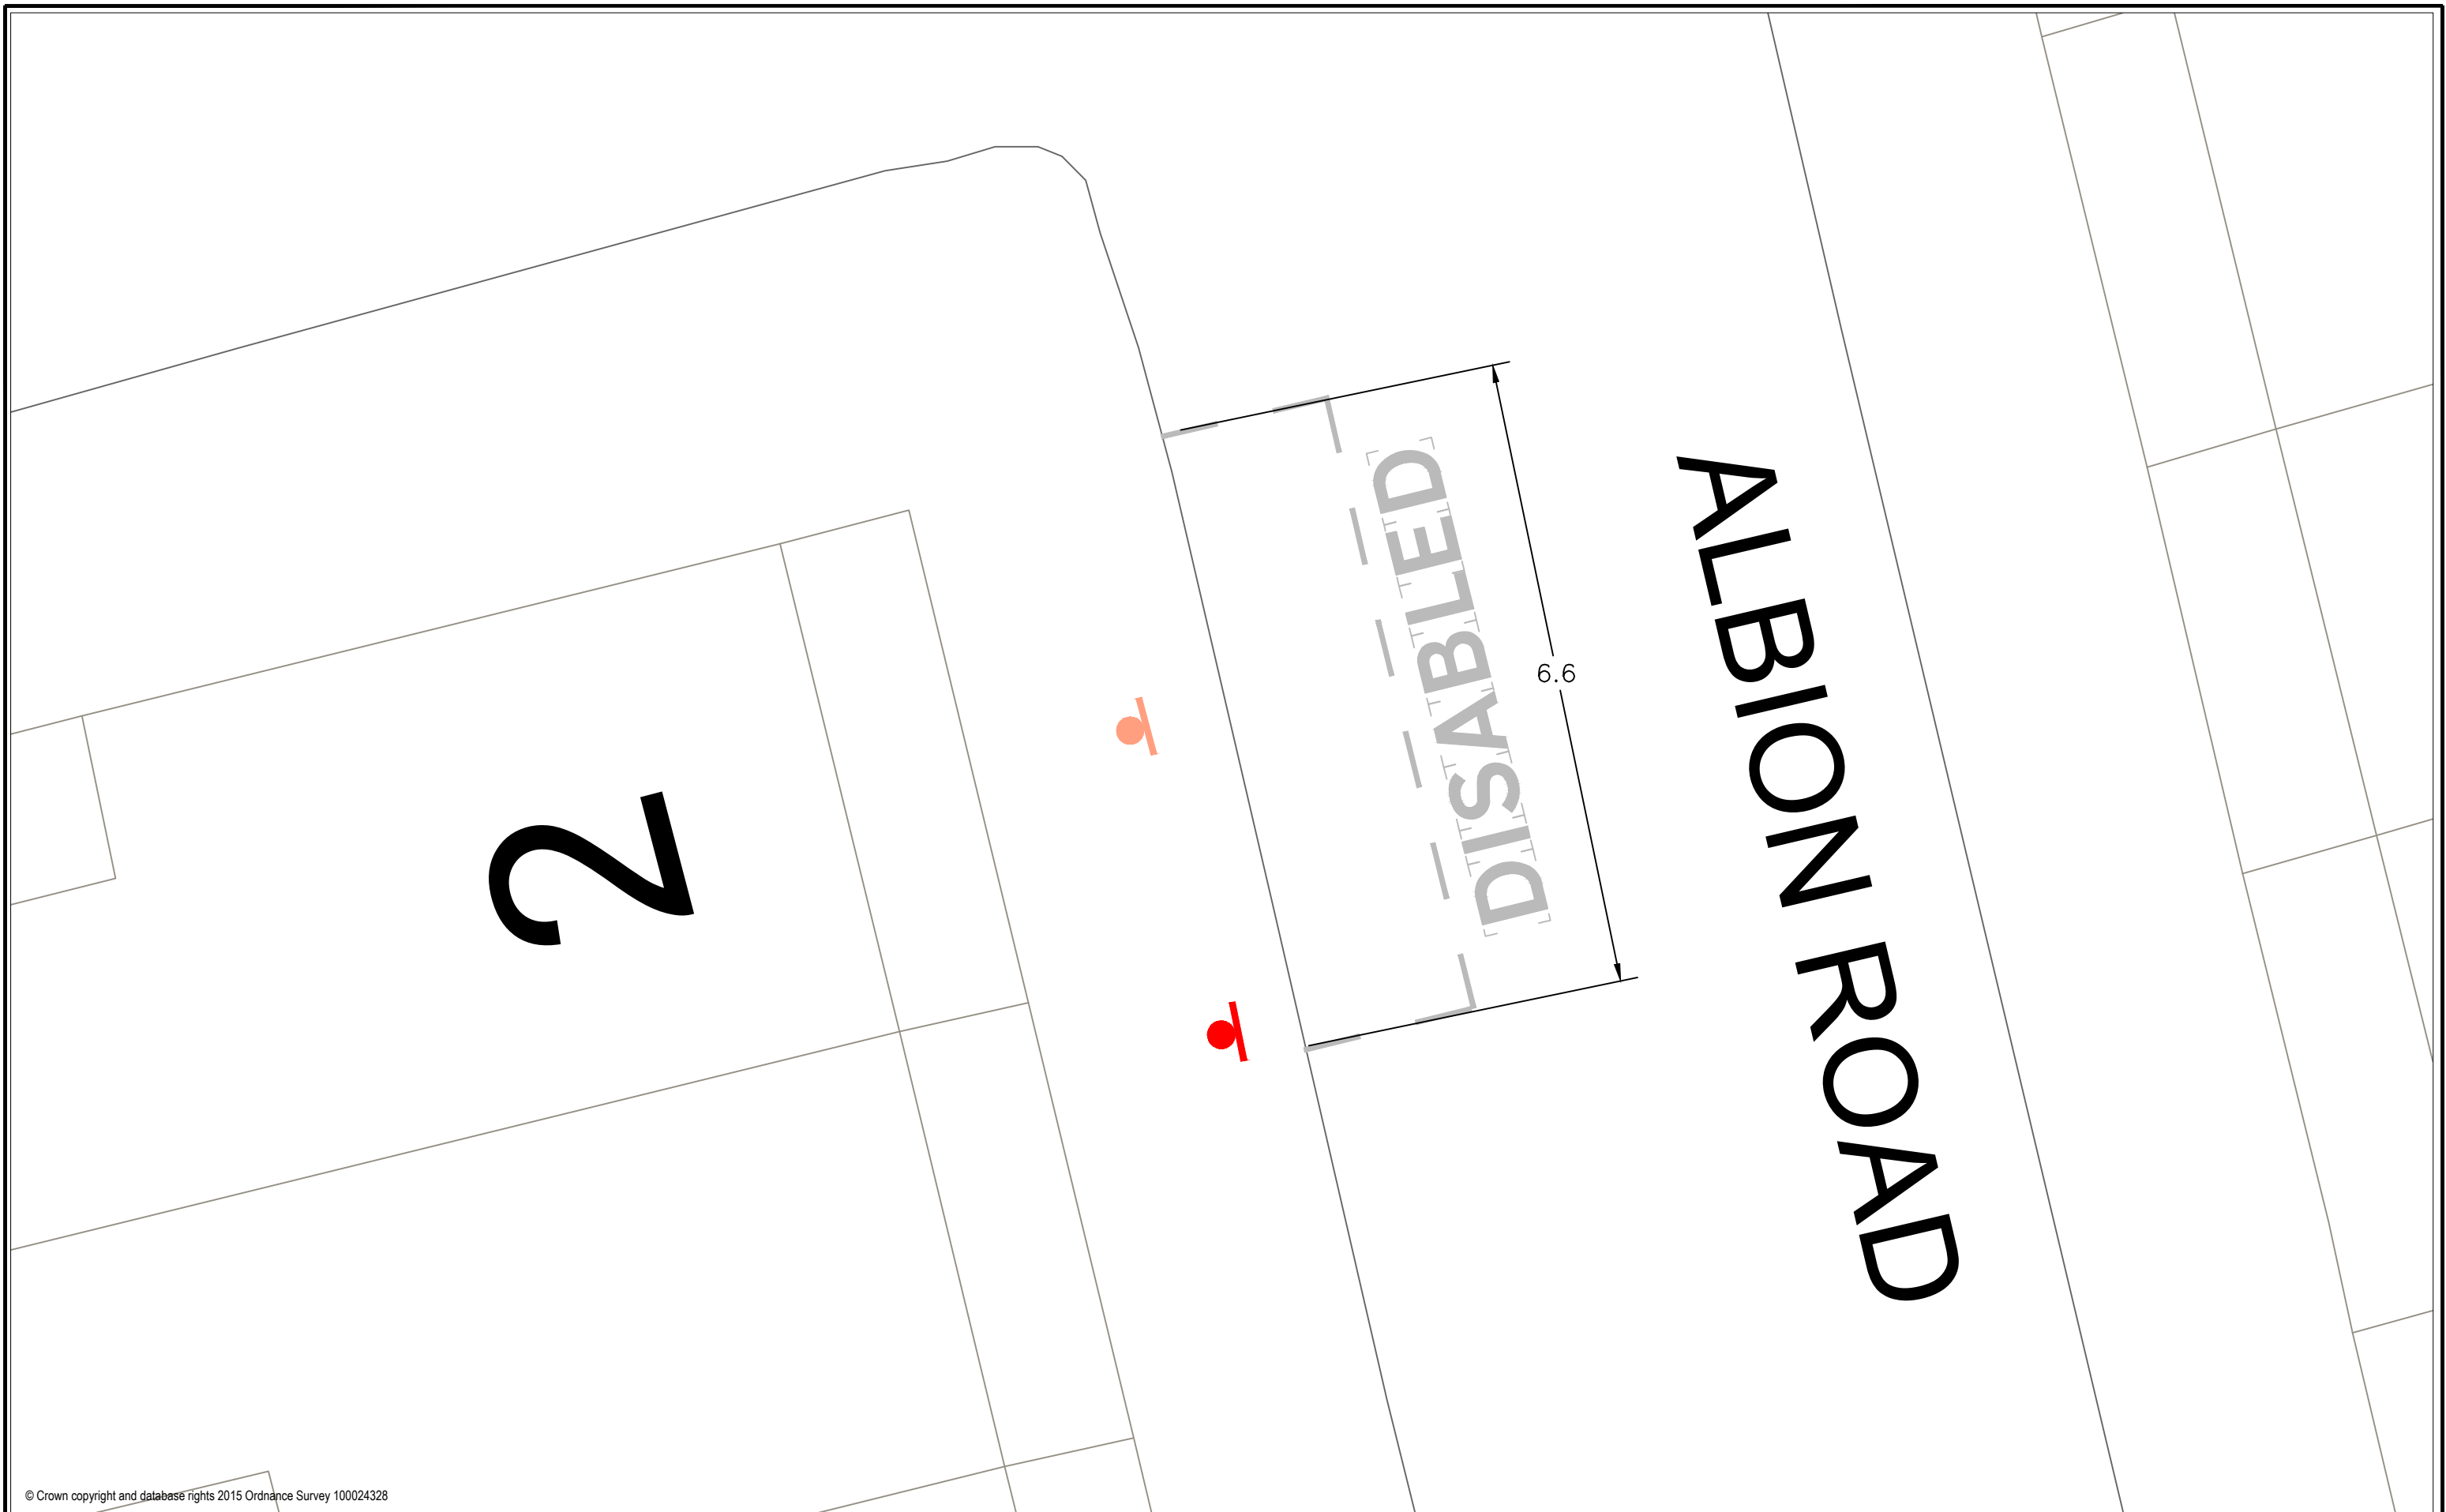 DISABLED
6.6
ALBION ROAD
2
© Crown copyright and database rights 2015 Ordnance Survey 100024328